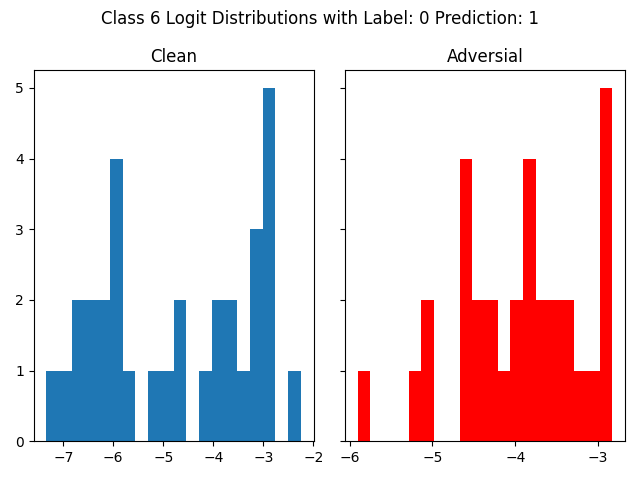 Class 6 Logit Distributions with Label: 0 Prediction: 1
Clean
Adversial
5
4
3
2
1
0
−7 −6 −5 −4 −3 −2
−6 −5 −4 −3